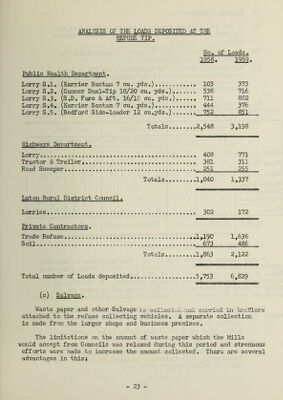 ANALYSIS OF THE LOADS DEPOSITED AT THE
REFUSE TIP.
No. of Loads.
1958. 1959.
Public Health Department.
Lorry S.1. (Karrier Bantam 7 cu. yds.)........... 103 373
Lorry S.2. (Connor Dual-Tip 18/20 cu. yds.)...... 538 716
Lorry S.3. (S.D. Fore & Aft. 16/18 cu. yds.)..... 711 882
Lorry S.4. (Karrier Bantam 7 cu. yds.)........... 444 376
Lorry S.5. (Bedford Side-loader 12 cu.yds)....... 752 851
Totals.......2,548 3,198
Highways Department.
Lorry............................................ 408 771
Tractor & Trailer................................ 381 311
Road Sweeper..................................... 251 255
Totals.......1,040 1,337
Luton Rural District Council.
Lorries.......................................... 302 172
Private Contractors.
Trade Refuse.....................................1,190 1,636
Soil............................................. 673 486
Totals.......1,863 2,122
Total number of Loads deposited..................5,753 6,829
(c) Salvage.
Waste paper and other Salvage is collected and carried in trailers
attached to the refuse collecting vehicles. A separate collection
is made from the larger shops and business premises.
The limitations on the amount of waste paper which the Mills
would accept from Councils was relaxed during this period and strenuous
efforts were made to increase the amount collected. There are several
advantages in this;
- 23 -